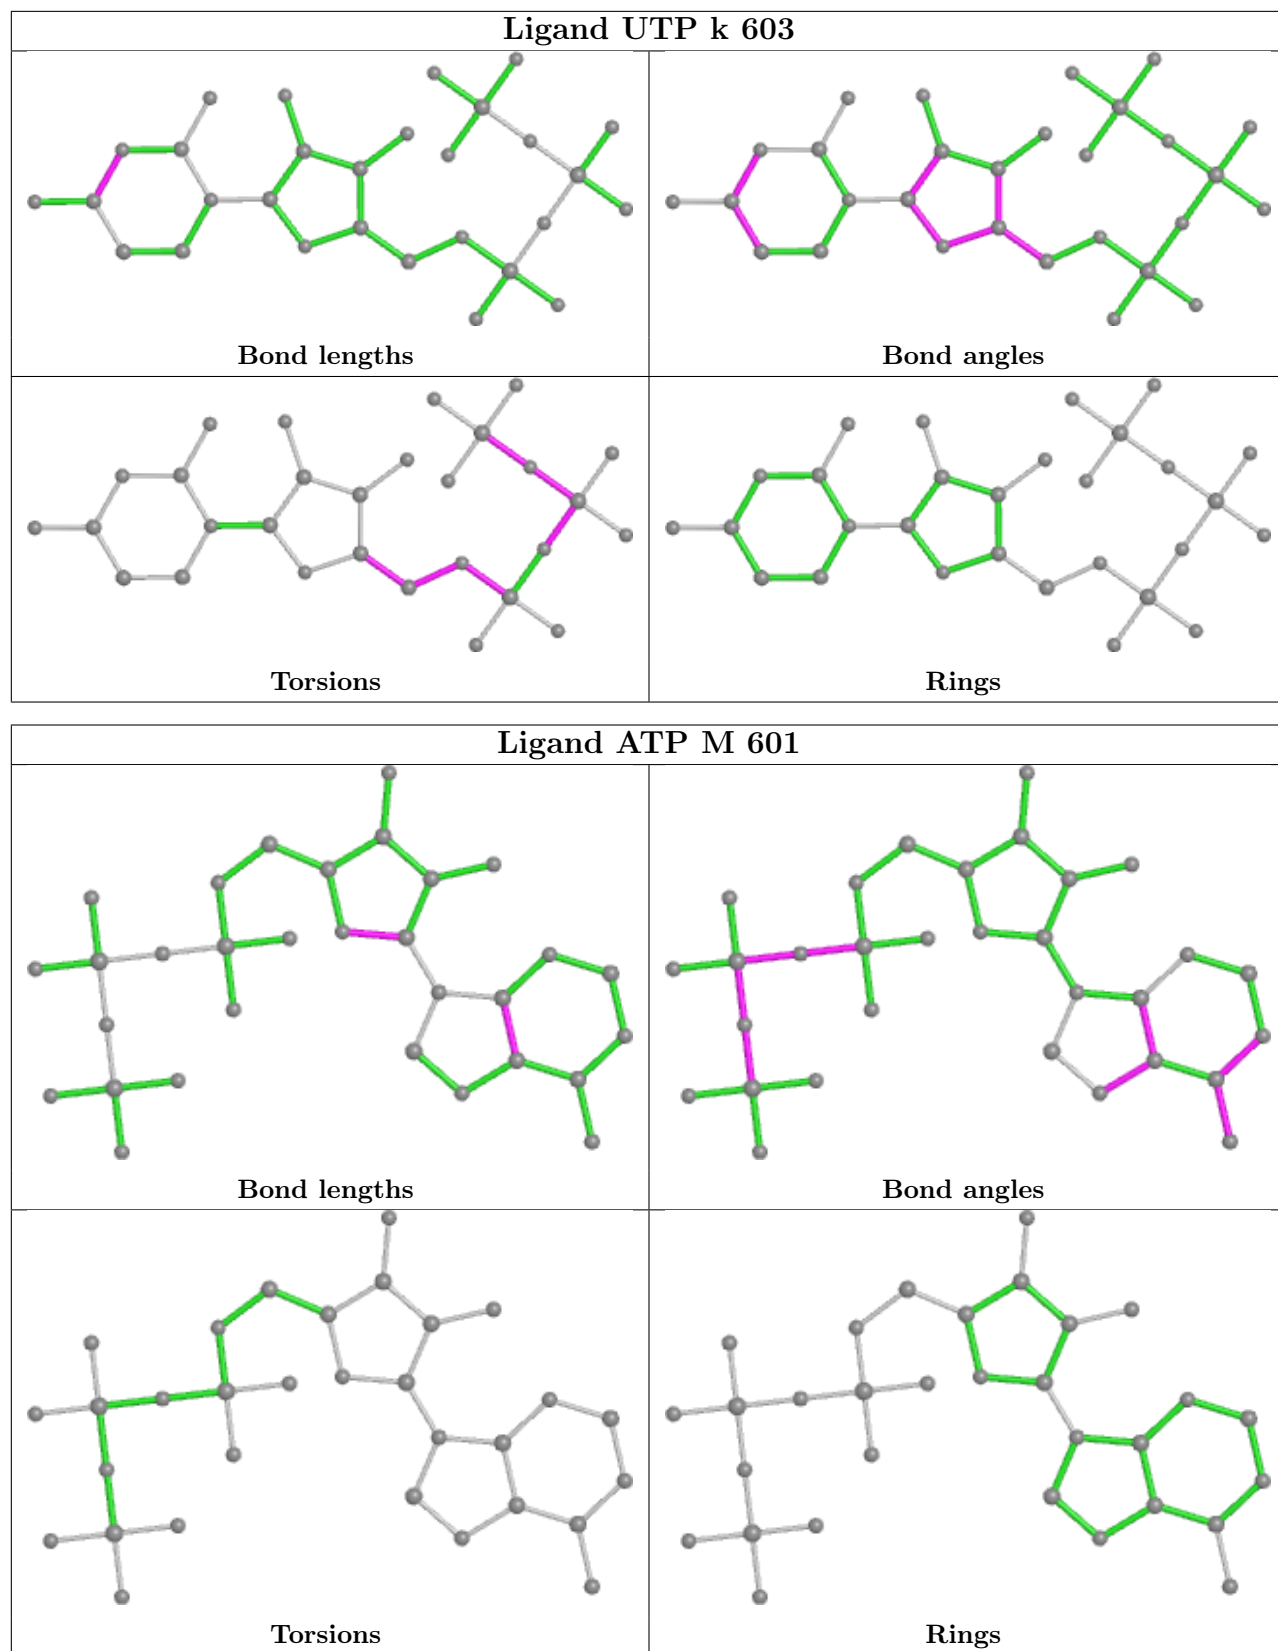 Ligand UTP k 603
Bond lengths
Bond angles
Torsions
Rings
Ligand ATP M 601
Bond lengths
Bond angles
Torsions
Rings